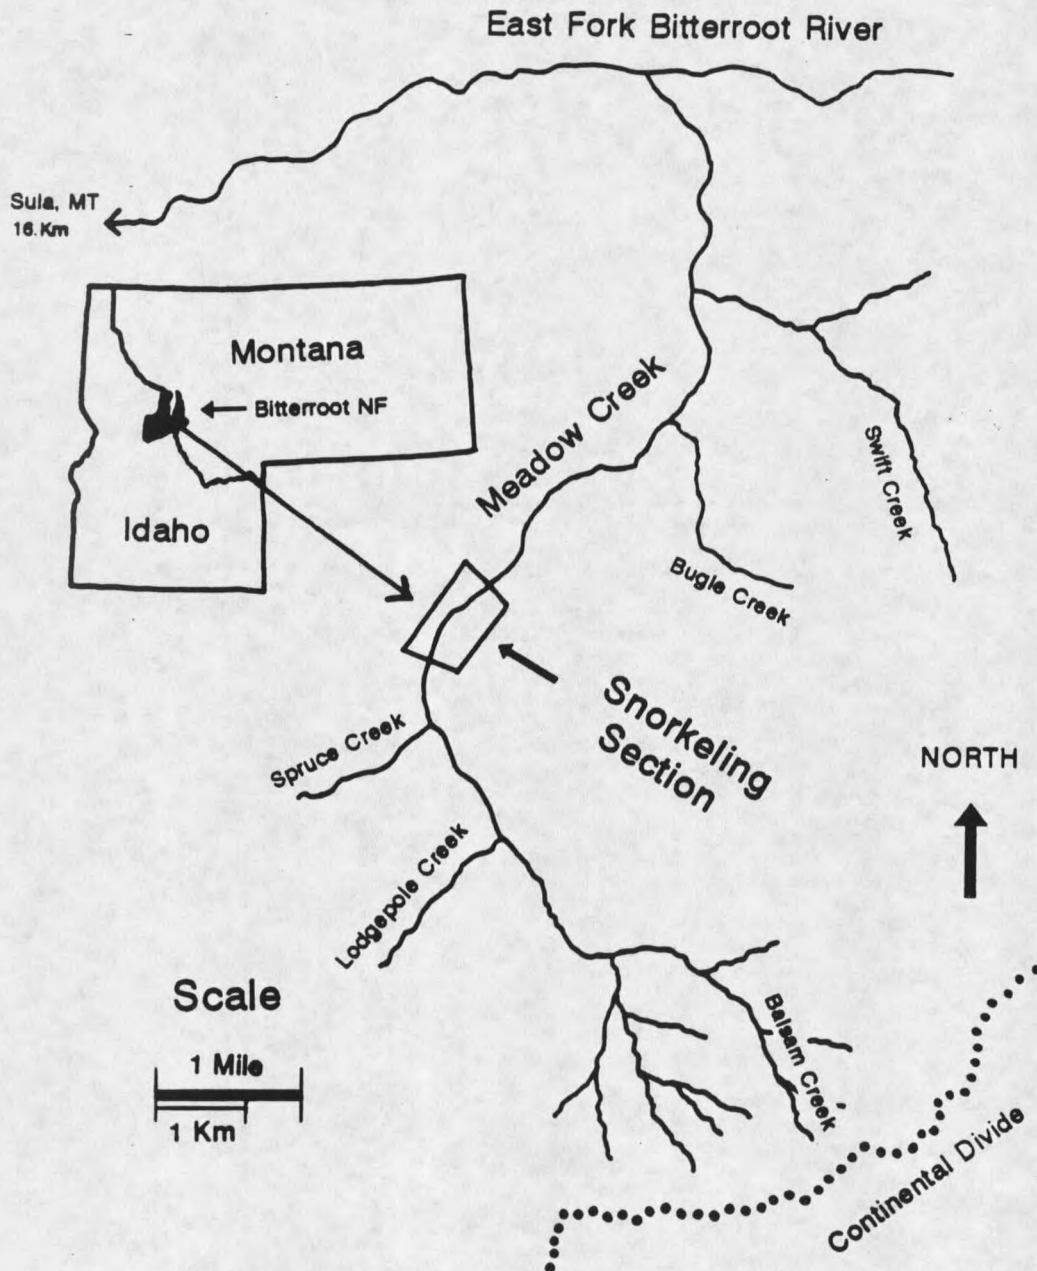 East Fork Bitterroot River
Sula, MT
16.Km
Montana
Bitterroot NF
Idaho
Meadow Creek
Swift Creek
Bugle Creek
Snorkeling
Section
Spruce Creek
NORTH
Lodgepole Creek
Scale
1 Mile
1 Km
Balsam Creek
Continental Divide